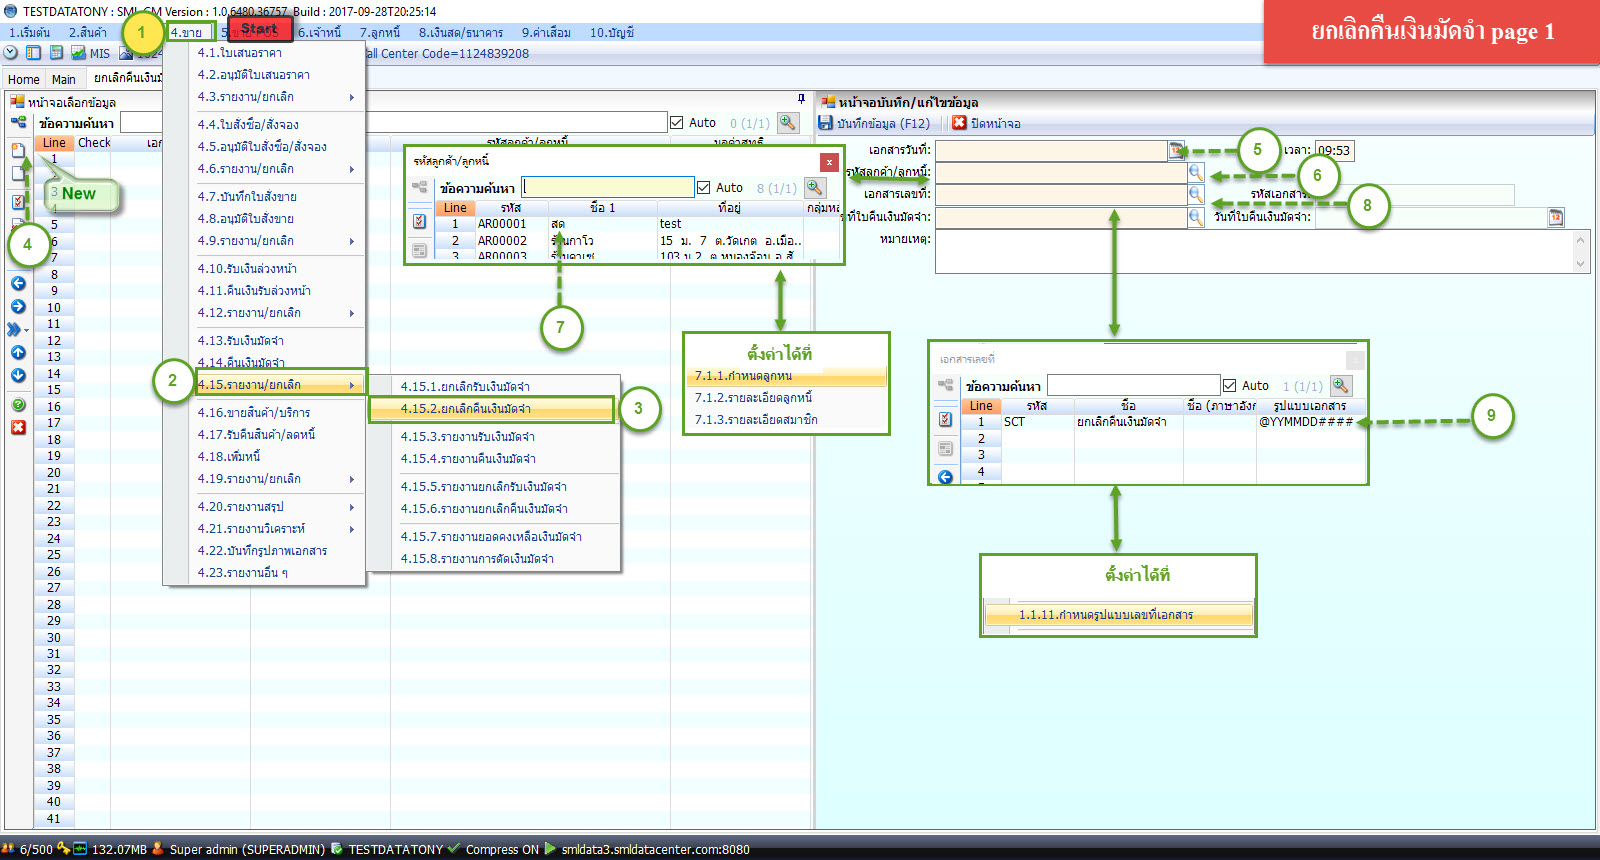 TESTDATATONY : SML CM Version : 1.0.6480.36757 Build : 2017-09-28T20:25:14
ยกเลิกคืนเงินมัดจำ page 1
1
Start
1.เริ่มต้น 2.สินค้า 4.ขาย 6.เจ้าหนี้ 7.ลูกหนี้ 8.เงินสด/ธนาคาร 9.ค่าเสื่อม 10.บัญชี
MIS all Center Code=1124839208
Home Main ยกเลิกคืนเงินมั
หน้าจอเลือกข้อมูล
ข้อความค้นหา Auto 0 (1/1)
Line Check
New
4
4.1.ใบเสนอราคา
4.2.อนุมัติใบเสนอราคา
4.3.รายงาน/ยกเลิก
4.4.ใบสั่งซื้อ/สั่งจอง
4.5.อนุมัติใบสั่งซื้อ/สั่งจอง
4.6.รายงาน/ยกเลิก
4.7.บันทึกใบสั่งขาย
4.8.อนุมัติใบสั่งขาย
4.9.รายงาน/ยกเลิก
4.10.รับเงินล่วงหน้า
4.11.คืนเงินรับล่วงหน้า
4.12.รายงาน/ยกเลิก
4.13.รับเงินมัดจำ
4.14.คืนเงินมัดจำ
2
4.15.รายงาน/ยกเลิก
4.16.ขายสินค้า/บริการ
4.17.รับคืนสินค้า/ลดหนี้
4.18.เพิ่มหนี้
4.19.รายงาน/ยกเลิก
4.20.รายงานสรุป
4.21.รายงานวิเคราะห์
4.22.บันทึกรูปภาพเอกสาร
4.23.รายงานอื่น ๆ
4.15.1.ยกเลิกรับเงินมัดจำ
4.15.2.ยกเลิกคืนเงินมัดจำ
3
4.15.3.รายงานรับเงินมัดจำ
4.15.4.รายงานคืนเงินมัดจำ
4.15.5.รายงานยกเลิกรับเงินมัดจำ
4.15.6.รายงานยกเลิกคืนเงินมัดจำ
4.15.7.รายงานยอดคงเหลือเงินมัดจำ
4.15.8.รายงานการตัดเงินมัดจำ
1
3
5
6
7
8
9
10
11
12
13
14
15
16
17
18
19
20
21
22
23
24
25
26
27
28
29
30
31
32
33
34
35
36
37
38
39
40
41
รหัสลูกค้า/ลูกหนี้ มูลค่าสุทธิ
รหัสลูกค้า/ลูกหนี้ x
ข้อความค้นหา Auto 8 (1/1)
Line รหัส ชื่อ 1 ที่อยู่ กลุ่มหลั
1 AR00001 สด test
2 AR00002 ร้านกาโว 15 ม. 7 ต.วัดเกต อ.เมือ..
3 AR00003
7
ตั้งค่าได้ที่
7.1.1.กำหนดลูกหน
7.1.2.รายละเอียดลูกหนี้
7.1.3.รายละเอียดสมาชิก
หน้าจอบันทึก/แก้ไขข้อมูล
บันทึกข้อมูล (F12) ปิดหน้าจอ
เอกสารวันที่: 5 เวลา: 09:53
รหัสลูกค้า/ลูกหนี้: 6
เอกสารเลขที่: รหัสเอกสาร
8
ที่ใบคืนเงินมัดจำ: วันที่ใบคืนเงินมัดจำ:
หมายเหตุ:
เอกสารเลขที่
ข้อความค้นหา Auto 1 (1/1)
Line รหัส ชื่อ ชื่อ (ภาษาอังก รูปแบบเอกสาร
1 SCT ยกเลิกคืนเงินมัดจำ @YYMMDD####
2
3
4
9
ตั้งค่าได้ที่
1.1.11.กำหนดรูปแบบเลขที่เอกสาร
6/500 132.07MB Super admin (SUPERADMIN) TESTDATATONY Compress ON smldata3.smldatacenter.com:8080